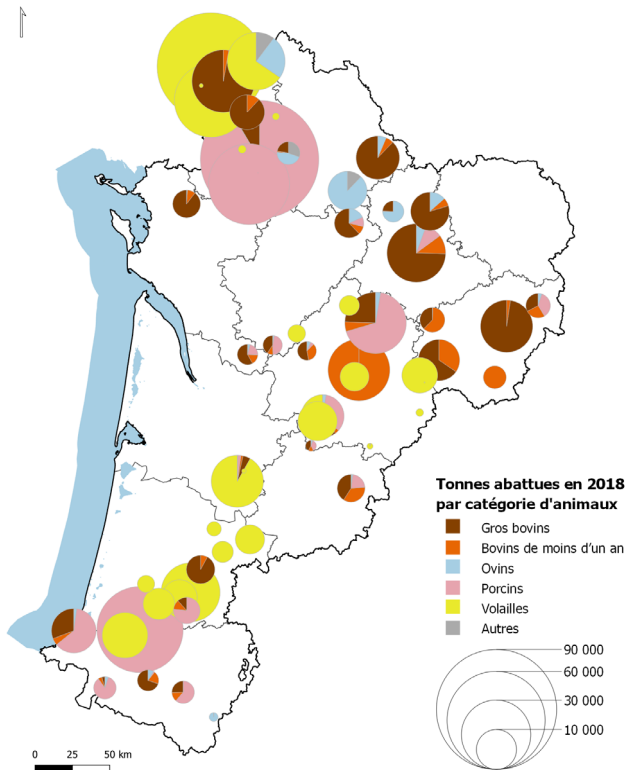 Tonnes abattues en 2018
par catégorie d'animaux
Gros bovins
Bovins de moins d'un an
Ovins
Porcins
Volailles
Autres
90 000
60 000
30 000
10 000
0 25 50 km